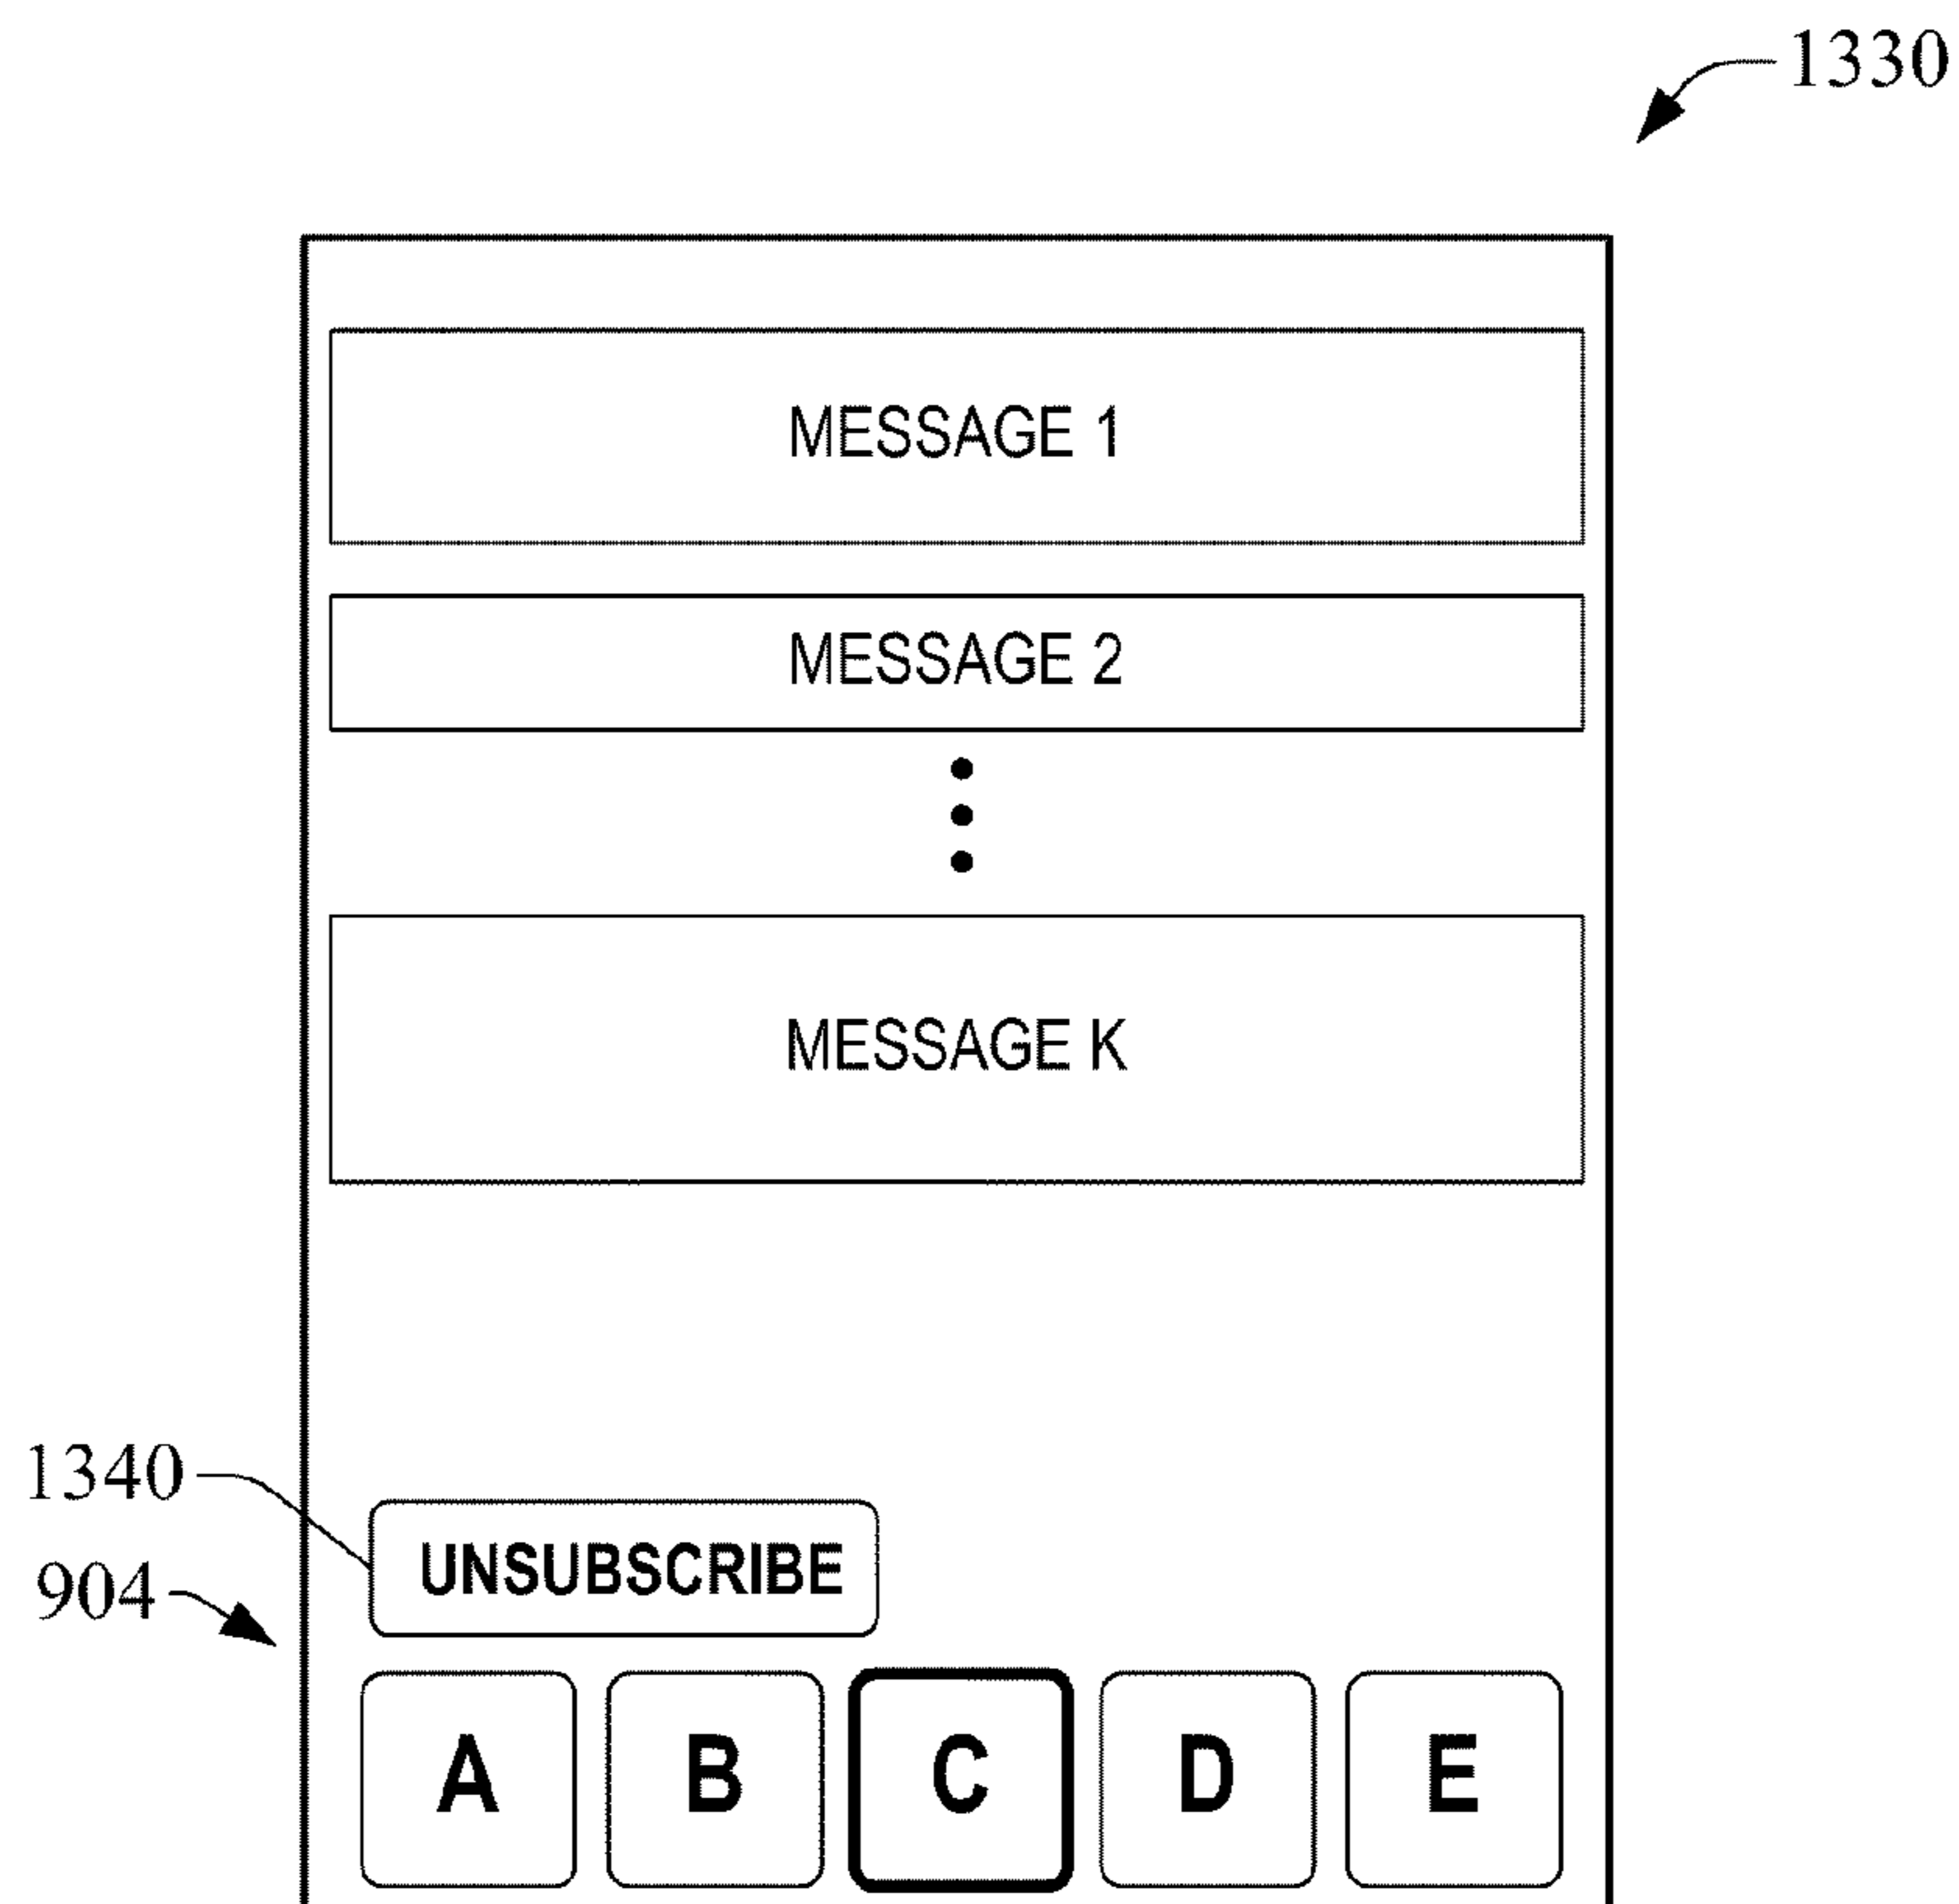 1330
MESSAGE 1
MESSAGE 2
MESSAGE K
1340
UNSUBSCRIBE
904
A B C D E